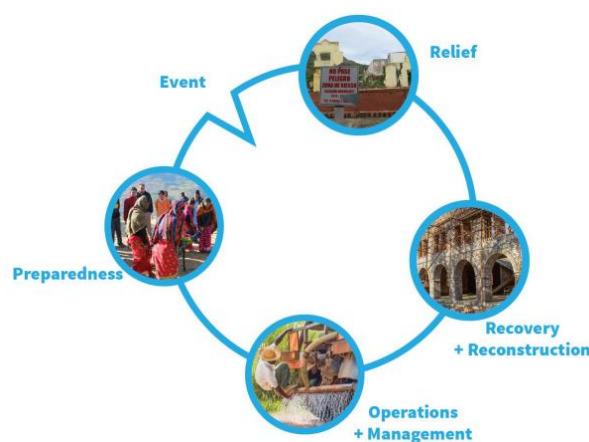 Relief
Event
NO PASE
PELIGRO
Preparedness
Recovery
+ Reconstruction
Operations
+ Management